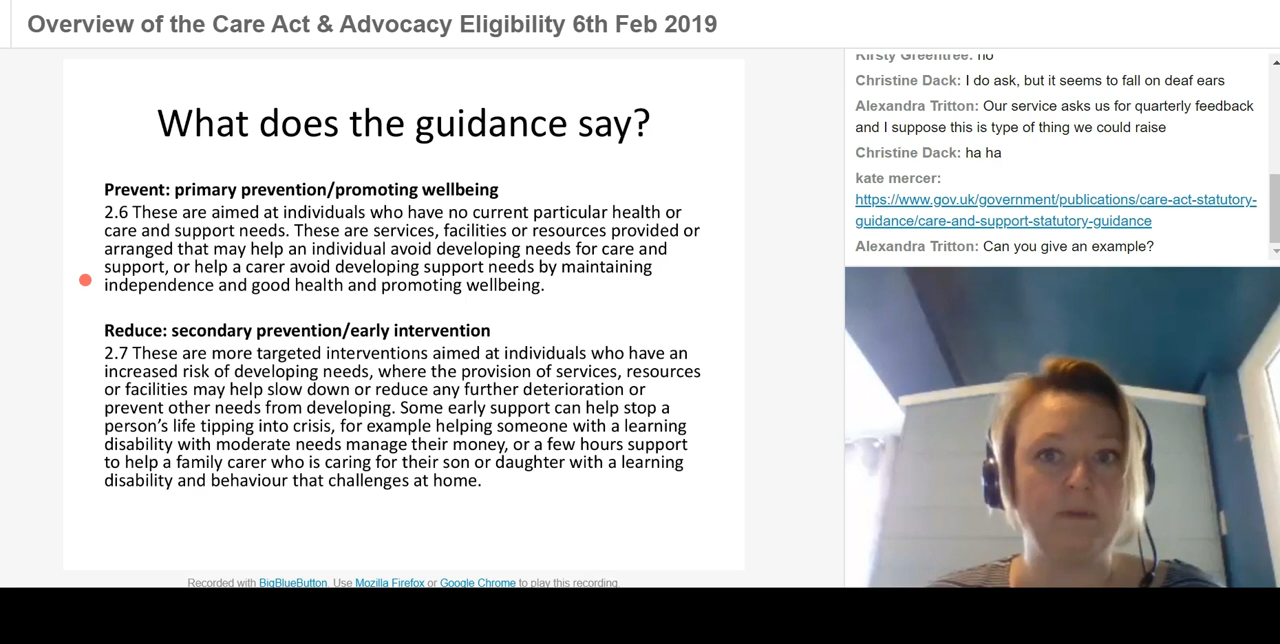 Overview of the Care Act & Advocacy Eligibility 6th Feb 2019
What does the guidance say?
Prevent: primary prevention/promoting wellbeing
2.6 These are aimed at individuals who have no current particular health or
care and support needs. These are services, facilities or resources provided or
arranged that may help an individual avoid developing needs for care and
support, or help a carer avoid developing support needs by maintaining
independence and good health and promoting wellbeing.
Reduce: secondary prevention/early intervention
2.7 These are more targeted interventions aimed at individuals who have an
increased risk of developing needs, where the provision of services, resources
or facilities may help slow down or reduce any further deterioration or
prevent other needs from developing. Some early support can help stop a
person's life tipping into crisis, for example helping someone with a learning
disability with moderate needs manage their money, or a few hours support
to help a family carer who is caring for their son or daughter with a learning
disability and behaviour that challenges at home.
Recorded with BigBlueButton. Use Mozilla Firefox or Google Chrome to play this recording.
Kirsty Greentree: no
Christine Dack: I do ask, but it seems to fall on deaf ears
Alexandra Tritton: Our service asks us for quarterly feedback
and I suppose this is type of thing we could raise
Christine Dack: ha ha
kate mercer:
https://www.gov.uk/government/publications/care-act-statutory-
guidance/care-and-support-statutory-guidance
Alexandra Tritton: Can you give an example?